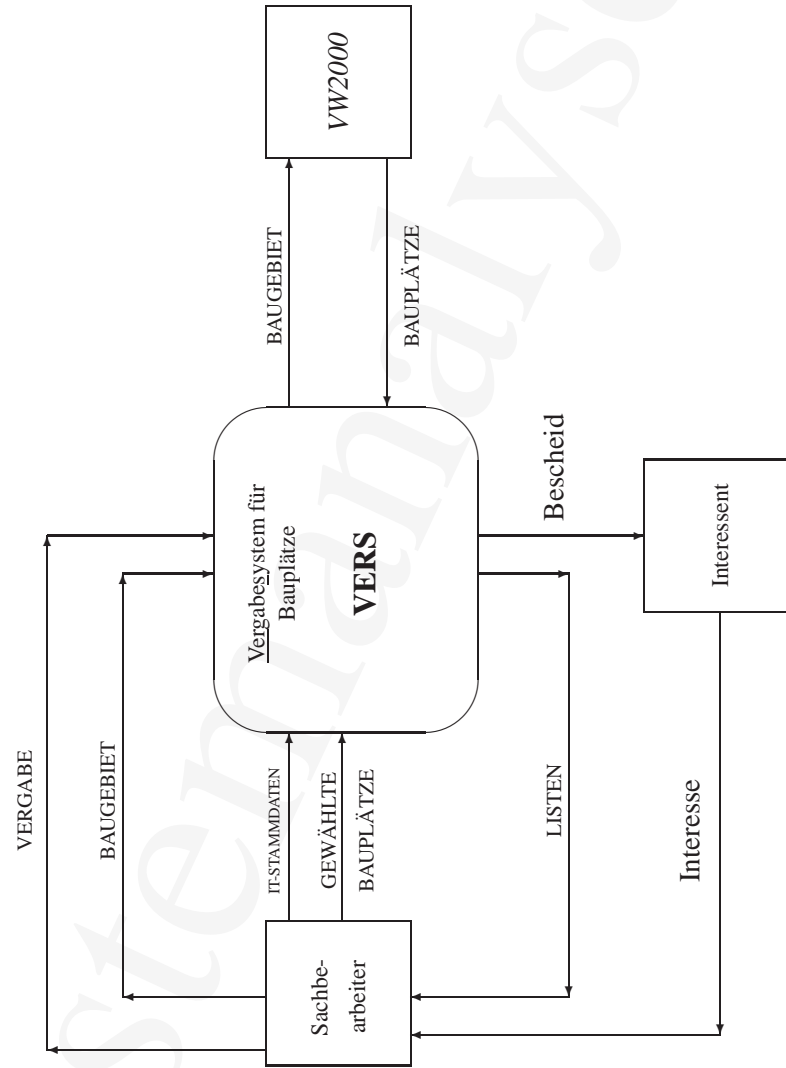 VERGABE
BAUGEBIET
IT-STAMMDATEN
GEWÄHLTE
BAUPLÄTZE
Sachbe-
arbeiter
Vergabesystem für
Bauplätze
VERS
BAUGEBIET
BAUPLÄTZE
VW2000
LISTEN
Bescheid
Interesse
Interessent
stemanalyse